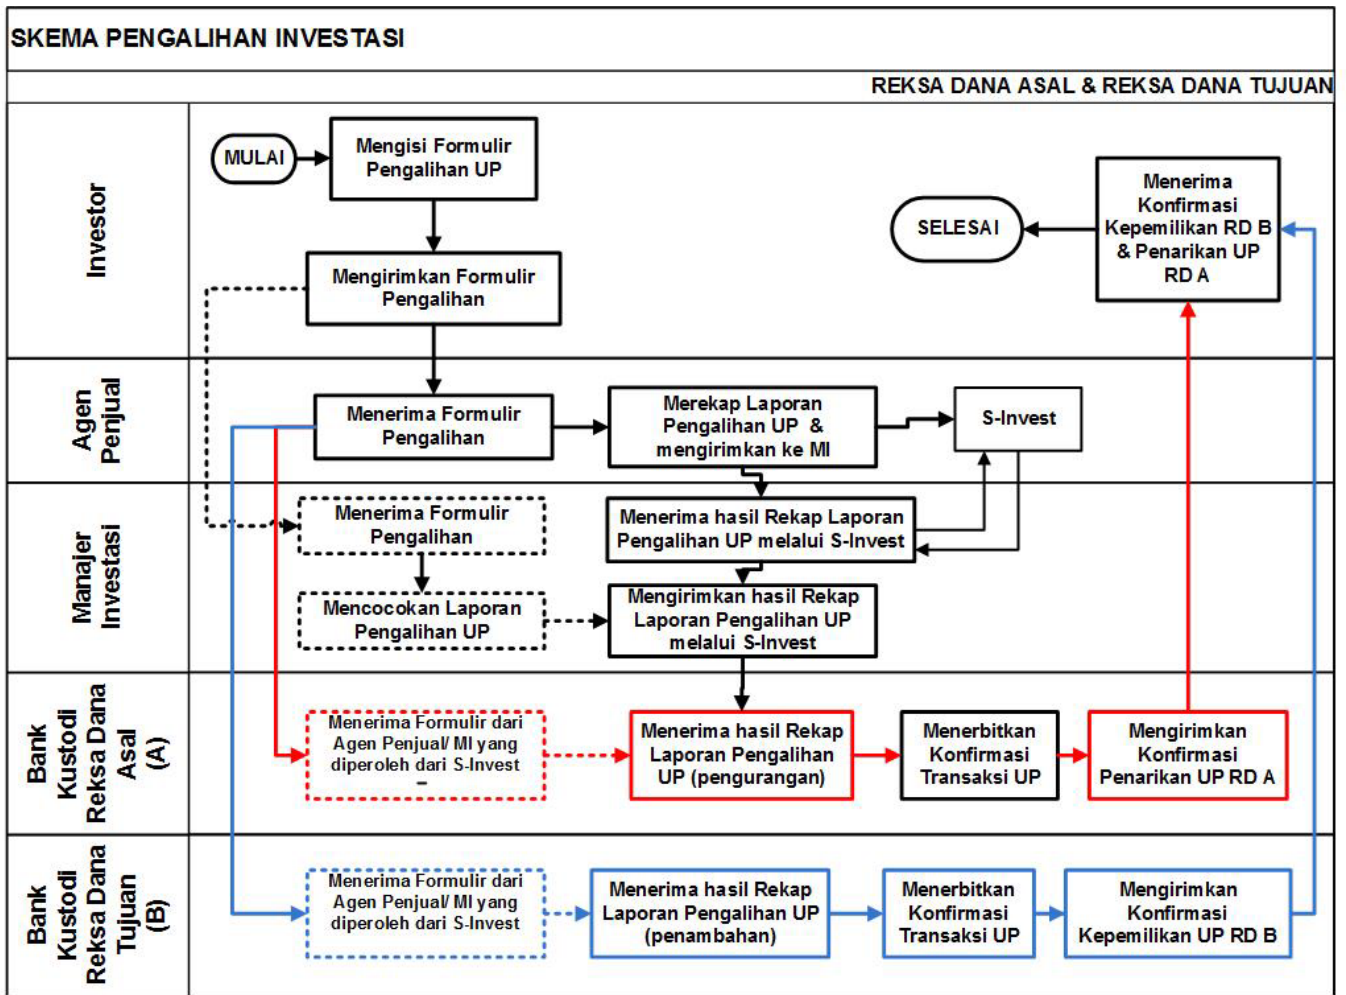 SKEMA PENGALIHAN INVESTASI
REKSA DANA ASAL & REKSA DANA TUJUAN
Investor
MULAI
Mengisi Formulir
Pengalihan UP
Mengirimkan Formulir
Pengalihan
SELESAI
Menerima
Konfirmasi
Kepemilikan RD B
& Penarikan UP
RD A
Agen
Penjual
Menerima Formulir
Pengalihan
Merekap Laporan
Pengalihan UP &
mengirimkan ke MI
S-Invest
Manajer
Investasi
Menerima Formulir
Pengalihan
Mencocokan Laporan
Pengalihan UP
Menerima hasil Rekap Laporan
Pengalihan UP melalui S-Invest
Mengirimkan hasil Rekap
Laporan Pengalihan UP
melalui S-Invest
Bank
Kustodi
Reksa Dana
Asal
(A)
Menerima Formulir dari
Agen Penjual/ MI yang
diperoleh dari S-Invest
–
Menerima hasil Rekap
Laporan Pengalihan
UP (pengurangan)
Menerbitkan
Konfirmasi
Transaksi UP
Mengirimkan
Konfirmasi
Penarikan UP RD A
Bank
Kustodi
Reksa Dana
Tujuan
(B)
Menerima Formulir dari
Agen Penjual/ MI yang
diperoleh dari S-Invest
Menerima hasil Rekap
Laporan Pengalihan UP
(penambahan)
Menerbitkan
Konfirmasi
Transaksi UP
Mengirimkan
Konfirmasi
Kepemilikan UP RD B